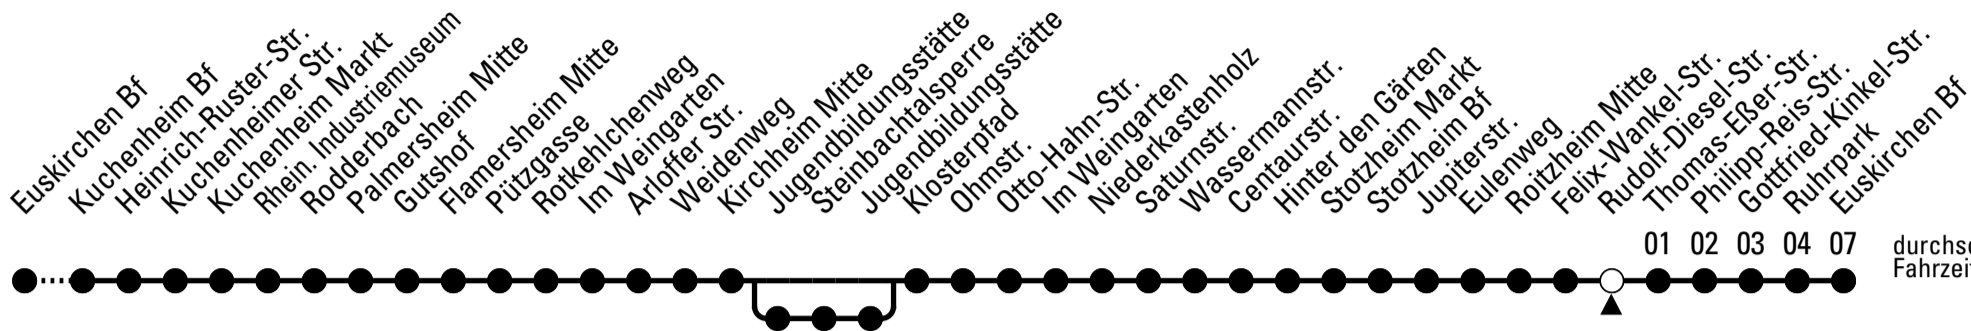 Euskirchen Bf
Kuchenheim Bf
Heinrich-Ruster-Str.
Kuchenheimer Str.
Kuchenheim Markt
Rhein. Industriemuseum
Rodderbach
Palmersheim Mitte
Gutshof
Flamersheim Mitte
Pützgasse
Rotkehlchenweg
Im Weingarten
Arloffer Str.
Weidenweg
Kirchheim Mitte
Jugendbildungsstätte
Steinbachtalsperre
Jugendbildungsstätte
Klosterpfad
Ohmstr.
Otto-Hahn-Str.
Im Weingarten
Niederkastenholz
Saturnstr.
Wassermannstr.
Centaurstr.
Hinter den Gärten
Stotzheim Markt
Stotzheim Bf
Jupiterstr.
Eulenweg
Roitzheim Mitte
Felix-Wankel-Str.
Rudolf-Diesel-Str.
Thomas-Eßer-Str.
Philipp-Reis-Str.
Gottfried-Kinkel-Str.
Ruhrpark
Euskirchen Bf
01 02 03 04 07
durchsc
Fahrzeit